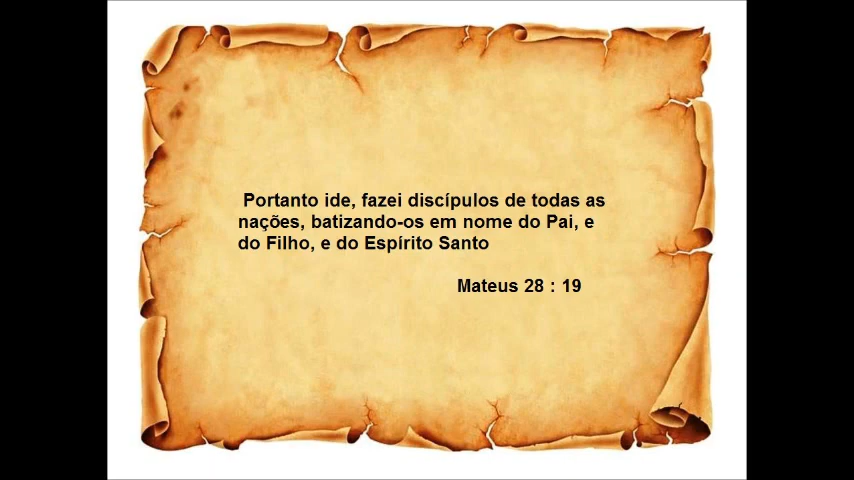 Portanto ide, fazei discípulos de todas as
nações, batizando-os em nome do Pai, e
do Filho, e do Espírito Santo
Mateus 28 : 19